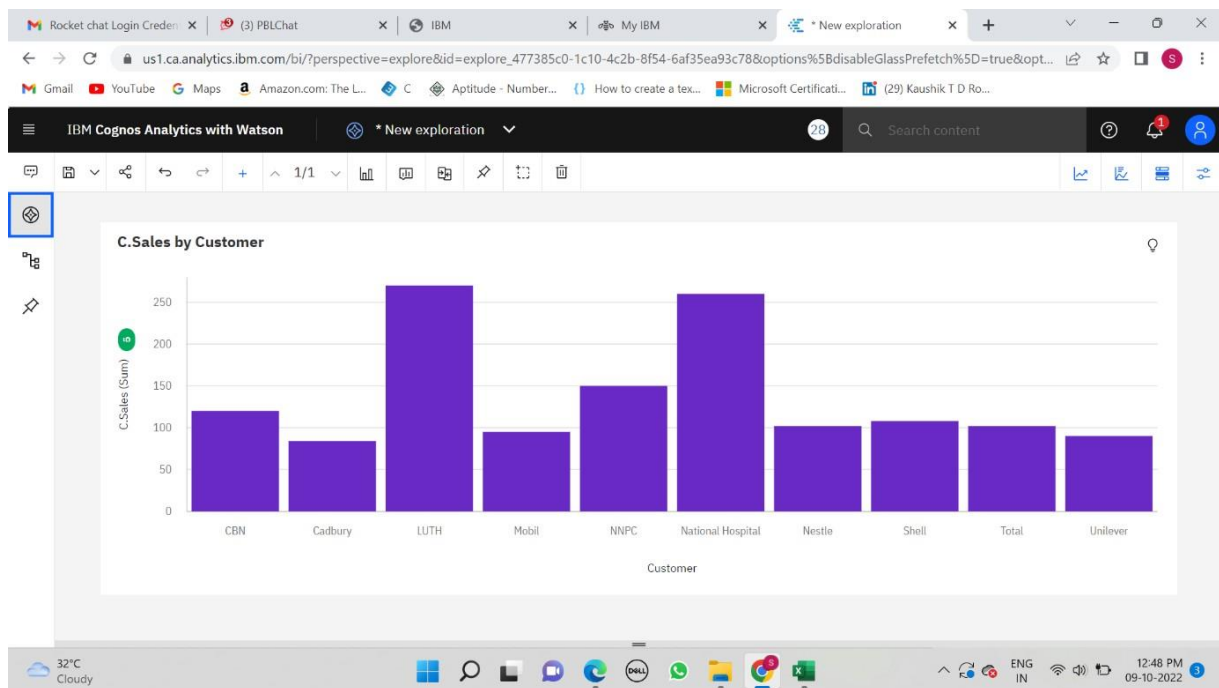 Rocket chat Login Creden
(3) PBLChat
IBM
My IBM
* New exploration
us1.ca.analytics.ibm.com/bi/?perspective=explore&id=explore_477385c0-1c10-4c2b-8f54-6af35ea93c78&options%5BdisableGlassPrefetch%5D=true&opt...
S
Gmail
YouTube
Maps
Amazon.com: The L...
C
Aptitude - Number...
How to create a tex...
Microsoft Certificati...
(29) Kaushik T D Ro...
IBM Cognos Analytics with Watson
* New exploration
28
Search content
1
1/1
C.Sales by Customer
C.Sales (Sum)
250
200
150
100
50
0
CBN Cadbury LUTH Mobil NNPC National Hospital Nestle Shell Total Unilever
Customer
32°C
Cloudy
DELL
ENG
IN
12:48 PM
09-10-2022
3